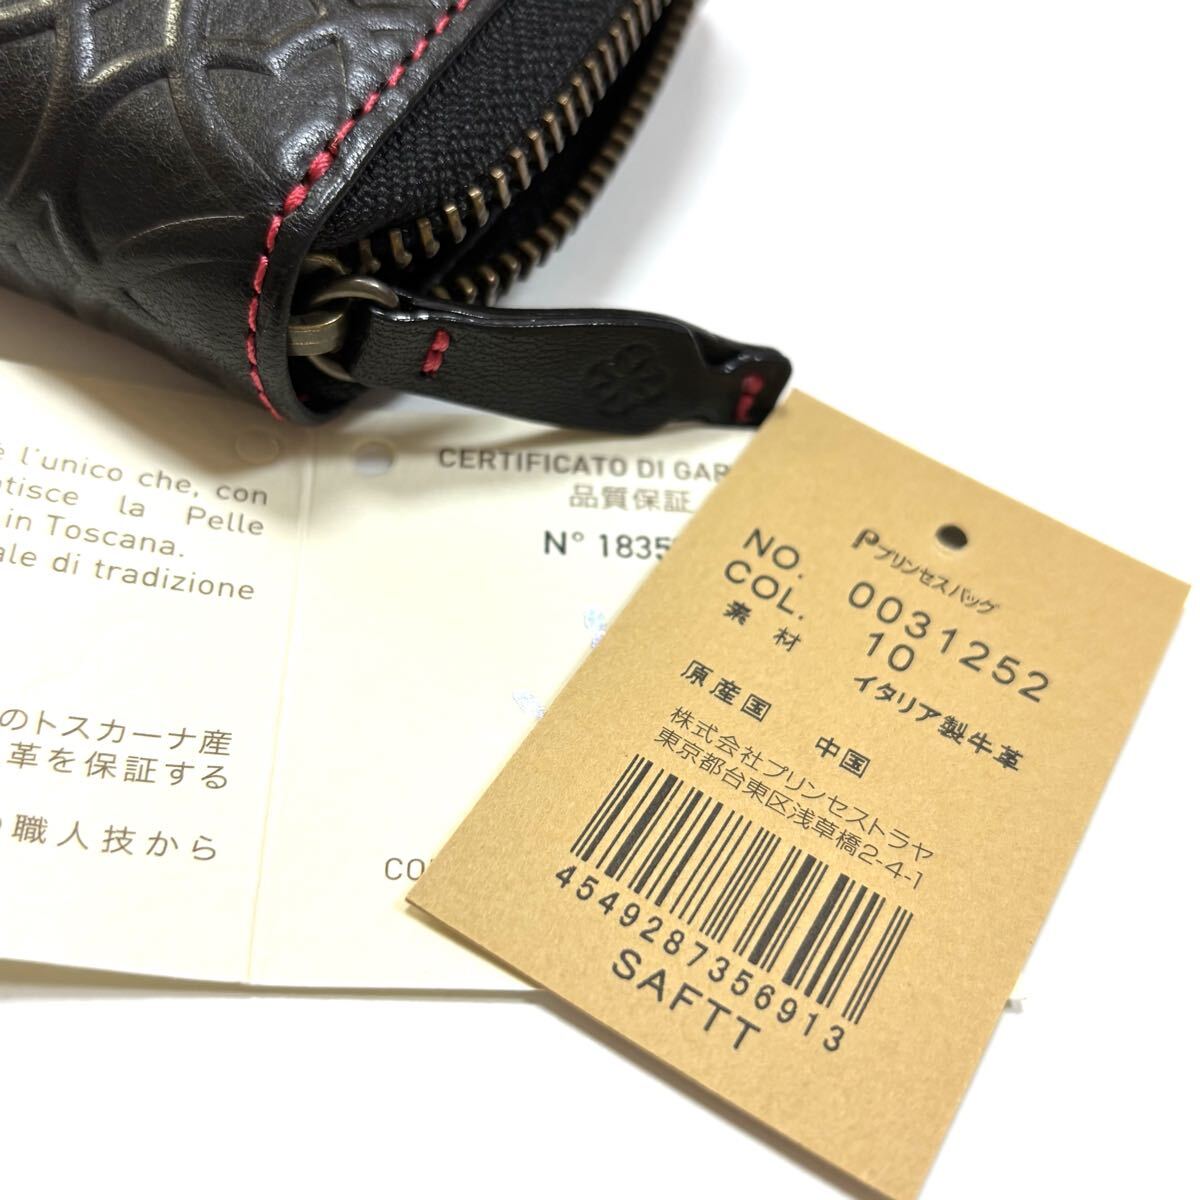 è l'unico che, con
la Pelle
in Toscana.
di tradizione
のトスカーナ産
革を保証する
職人技から
CERTIFICATO DI
品質保証
N° 1835
プリンセスバッグ
NO. 0031252
COL. 10
素材 イタリア製牛革
原産国 中国
株式会社プリンセストラヤ
東京都台東区浅草橋2-4-1
4549287356913
SAFTT